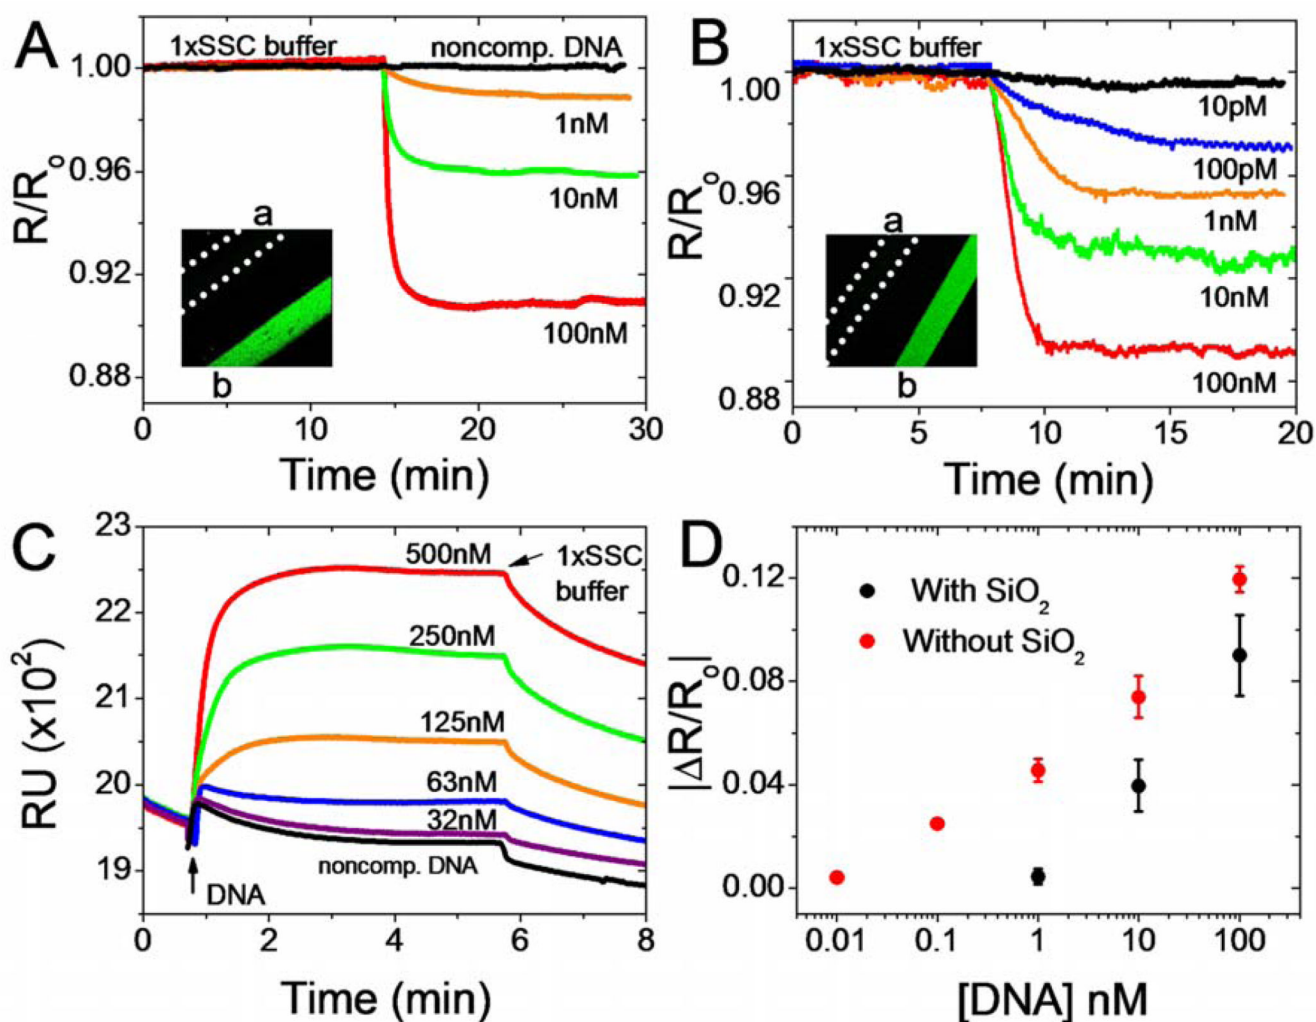 A
1xSSC buffer
noncomp. DNA
1.00
0.96
0.92
0.88
R/Ro
1nM
10nM
100nM
a
b
0
10
20
30
Time (min)
B
1xSSC buffer
1.00
0.96
0.92
0.88
R/Ro
10pM
100pM
1nM
10nM
100nM
a
b
0
5
10
15
20
Time (min)
C
23
22
21
20
19
RU (x10²)
500nM
1xSSC
buffer
250nM
125nM
63nM
32nM
noncomp. DNA
DNA
0
2
4
6
8
Time (min)
D
0.12
0.08
0.04
0.00
|ΔR/Ro|
With SiO₂
Without SiO₂
0.01
0.1
1
10
100
[DNA] nM